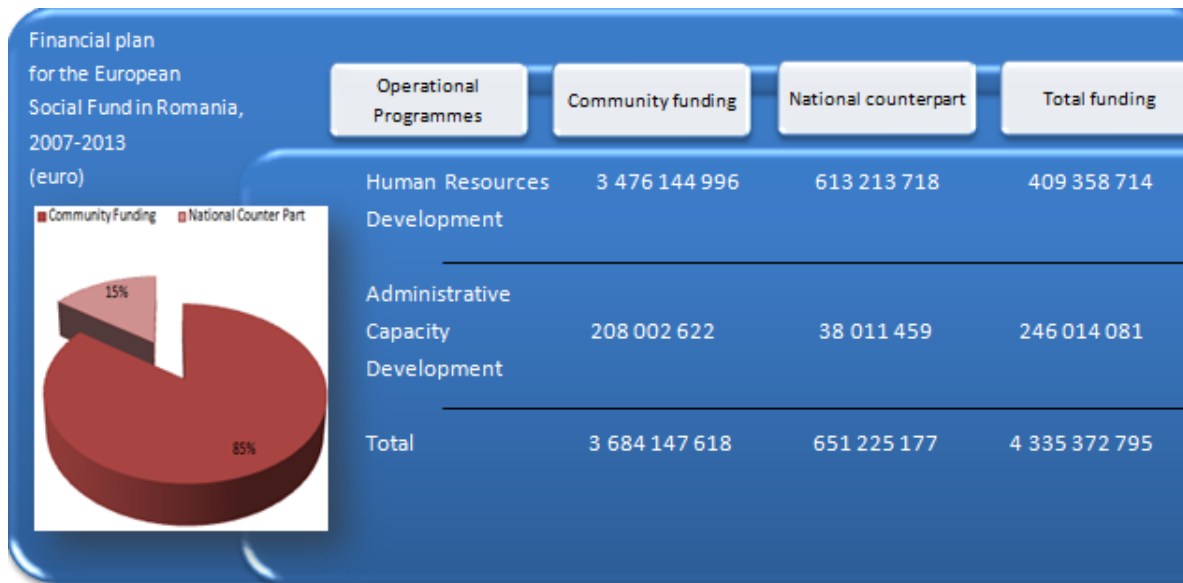 Financial plan
for the European
Social Fund in Romania,
2007-2013
(euro)
Community Funding National Counter Part
15%
85%
Operational
Programmes
Community funding
National counterpart
Total funding
Human Resources 3 476 144 996 613 213 718 409 358 714
Development
Administrative
Capacity 208 002 622 38 011 459 246 014 081
Development
Total 3 684 147 618 651 225 177 4 335 372 795